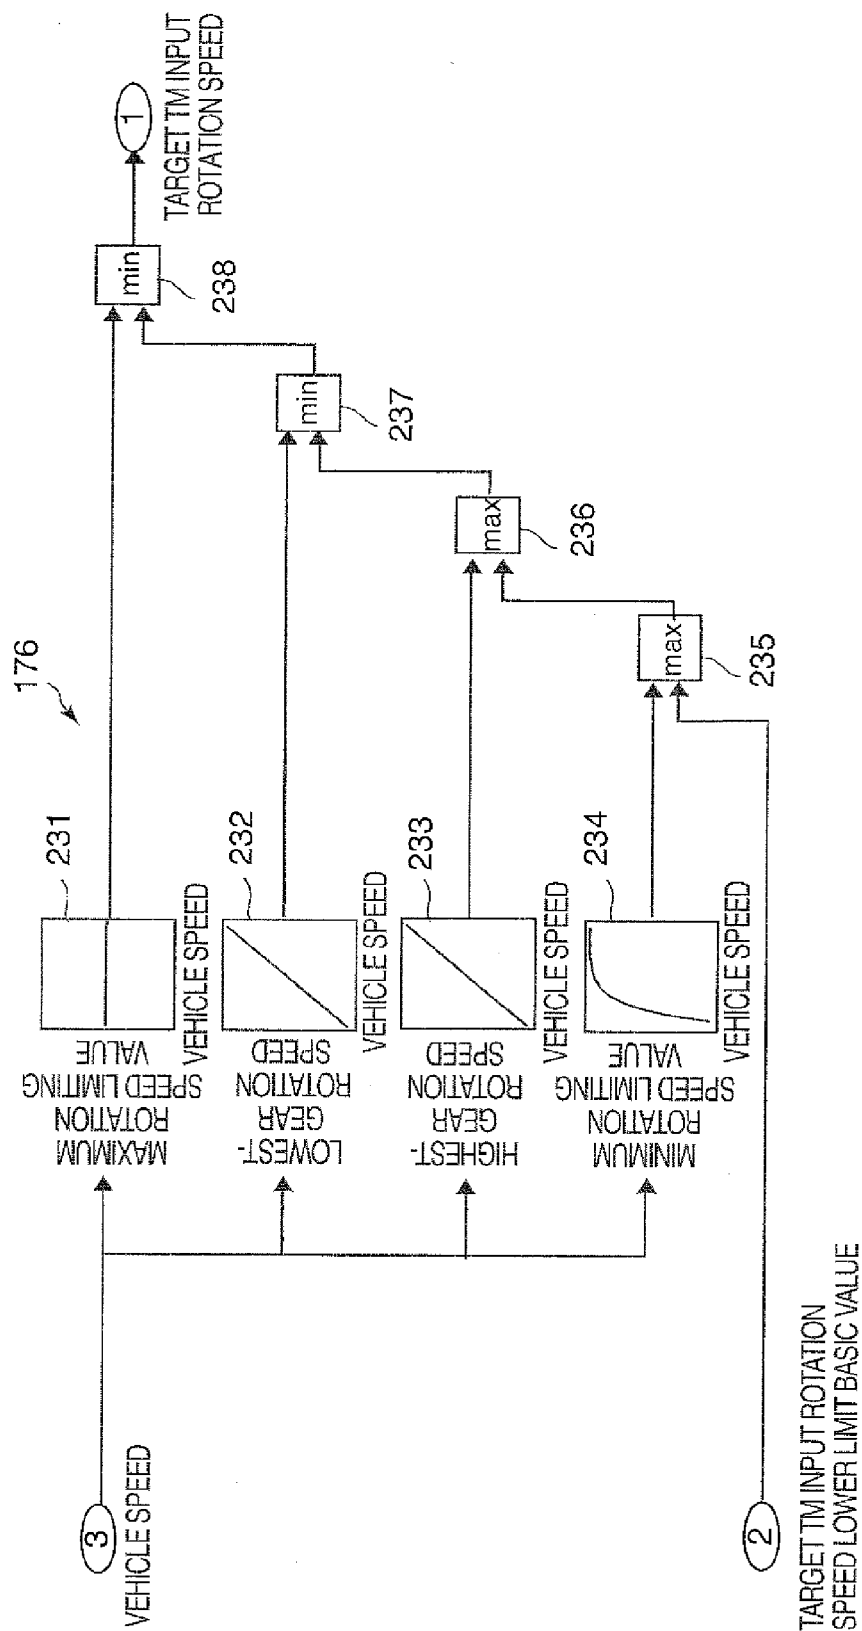 176
3
VEHICLE SPEED
MAXIMUM
ROTATION
SPEED LIMITING
VALUE
231
VEHICLE SPEED
LOWEST-
GEAR
ROTATION
SPEED
232
VEHICLE SPEED
HIGHEST-
GEAR
ROTATION
SPEED
233
VEHICLE SPEED
MINIMUM
ROTATION
SPEED LIMITING
VALUE
234
VEHICLE SPEED
2
TARGET TM INPUT ROTATION
SPEED LOWER LIMIT BASIC VALUE
max
235
max
236
min
237
min
238
1
TARGET TM INPUT
ROTATION SPEED